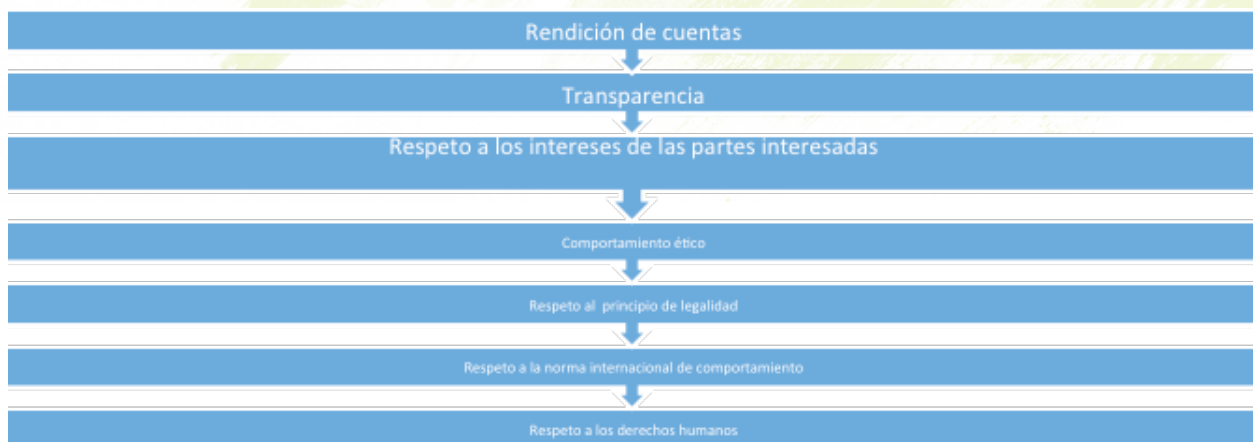 Rendición de cuentas
Transparencia
Respeto a los intereses de las partes interesadas
Comportamiento ético
Respeto al principio de legalidad
Respeto a la norma internacional de comportamiento
Respeto a los derechos humanos